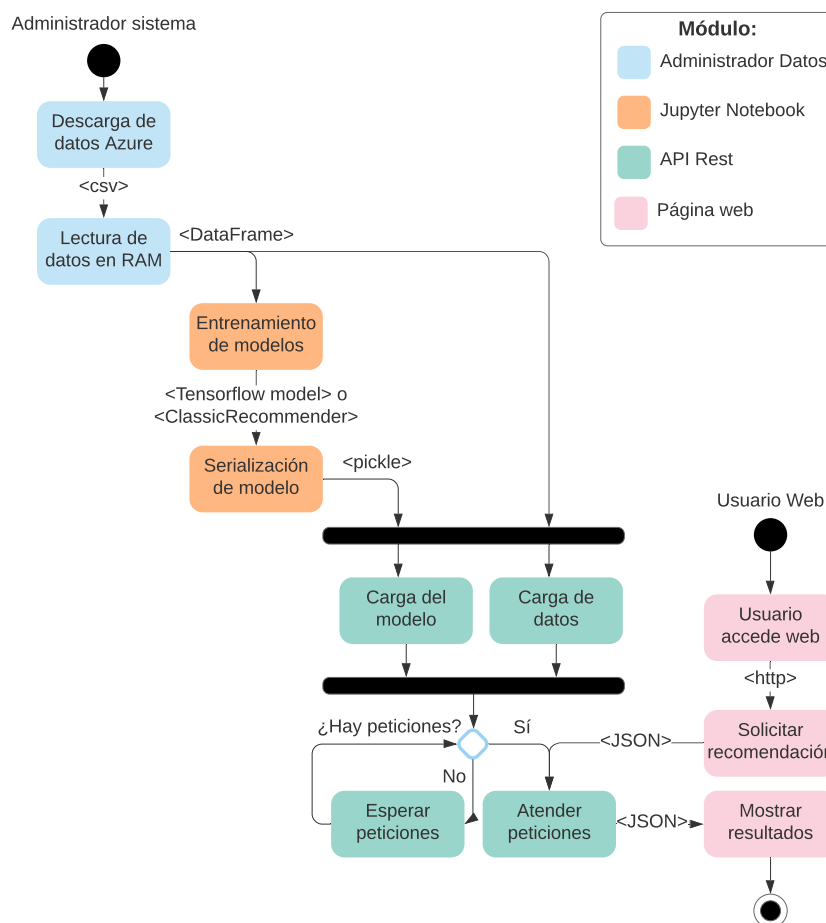 Administrador sistema
Módulo:
Administrador Datos
Jupyter Notebook
API Rest
Página web
Descarga de
datos Azure
<csv>
Lectura de
datos en RAM
<DataFrame>
Entrenamiento
de modelos
<Tensorflow model> o
<ClassicRecommender>
Serialización
de modelo
<pickle>
Usuario Web
Carga del
modelo
Carga de
datos
Usuario
accede web
<http>
¿Hay peticiones?
Sí
No
<JSON>
Solicitar
recomendación
Esperar
peticiones
Atender
peticiones
<JSON>
Mostrar
resultados